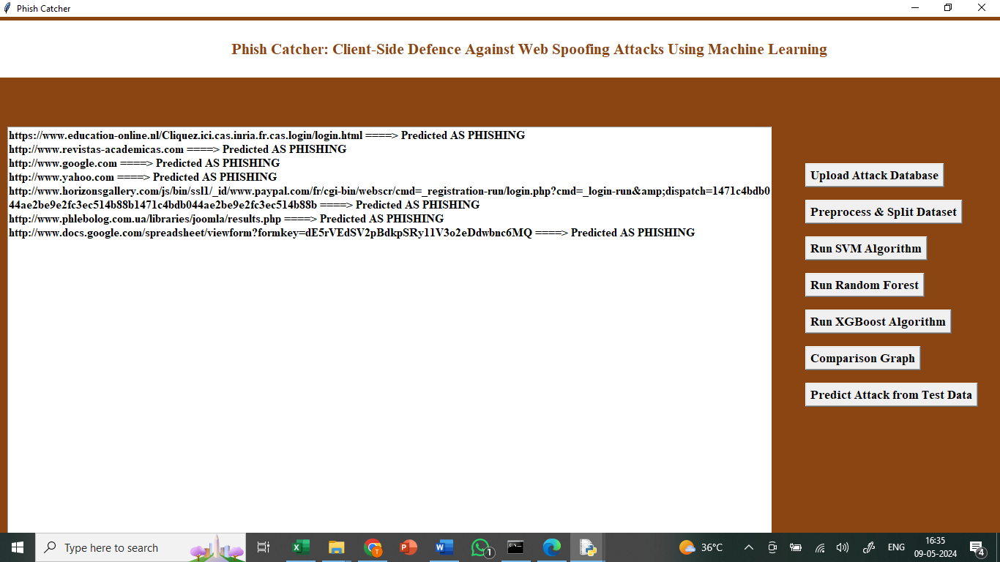 Phish Catcher
Phish Catcher: Client-Side Defence Against Web Spoofing Attacks Using Machine Learning
https://www.education-online.nl/Cliquez.ici.cas.inria.fr.cas.login/login.html ====> Predicted AS PHISHING
http://www.revistas-academicas.com ====> Predicted AS PHISHING
http://www.google.com ====> Predicted AS PHISHING
http://www.yahoo.com ====> Predicted AS PHISHING
http://www.horizonsgallery.com/js/bin/ssl1/_id/www.paypal.com/fr/cgi-bin/webscr/cmd=_registration-run/login.php?cmd=_login-run&amp;dispatch=1471c4bdb0
44ae2be9e2fc3ec514b88b1471c4bdb044ae2be9e2fc3ec514b88b ====> Predicted AS PHISHING
http://www.phlebolog.com.ua/libraries/joomla/results.php ====> Predicted AS PHISHING
http://www.docs.google.com/spreadsheet/viewform?formkey=dE5rVEdSV2pBdkpSRy11V3o2eDdwbnc6MQ ====> Predicted AS PHISHING
Upload Attack Database
Preprocess & Split Dataset
Run SVM Algorithm
Run Random Forest
Run XGBoost Algorithm
Comparison Graph
Predict Attack from Test Data
Type here to search
1
36°C
ENG
16:35
09-05-2024
4